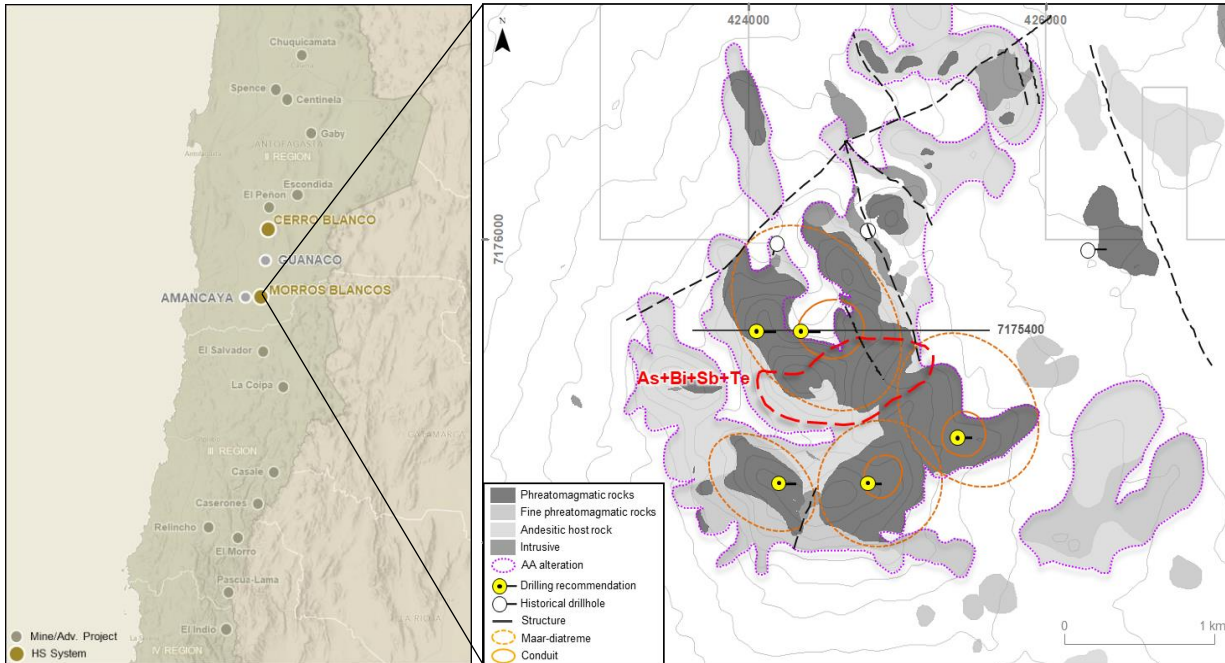 Chuquicamata
Spence
Centinela
Gaby
ANTOFAGASTA
II REGION
Escondida
El Peñon
CERRO BLANCO
GUANACO
AMANCAYA
MORROS BLANCOS
El Salvador
La Coipa
III REGION
CATAMARCA
Casale
Caserones
Relincho
El Morro
Pascua-Lama
LA RIOJA
El Indio
IV REGION
Mine/Adv. Project
HS System
N
424000
426000
7176000
7175400
As+Bi+Sb+Te
Phreatomagmatic rocks
Fine phreatomagmatic rocks
Andesitic host rock
Intrusive
AA alteration
Drilling recommendation
Historical drillhole
Structure
Maar-diatreme
Conduit
0
1 km